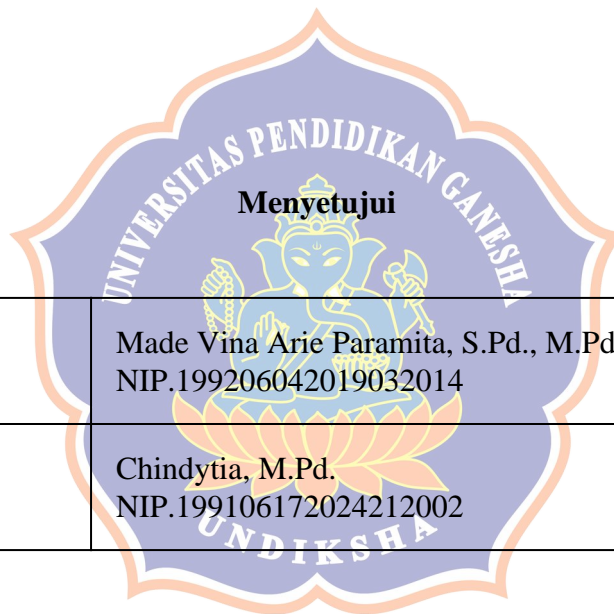 UNIVERSITAS PENDIDIKAN GANESHA
Menyetujui
Made Vina Arie Paramita, S.Pd., M.Pd
NIP.199206042019032014
Chindytia, M.Pd.
NIP.199106172024212002
UNDIKSHA